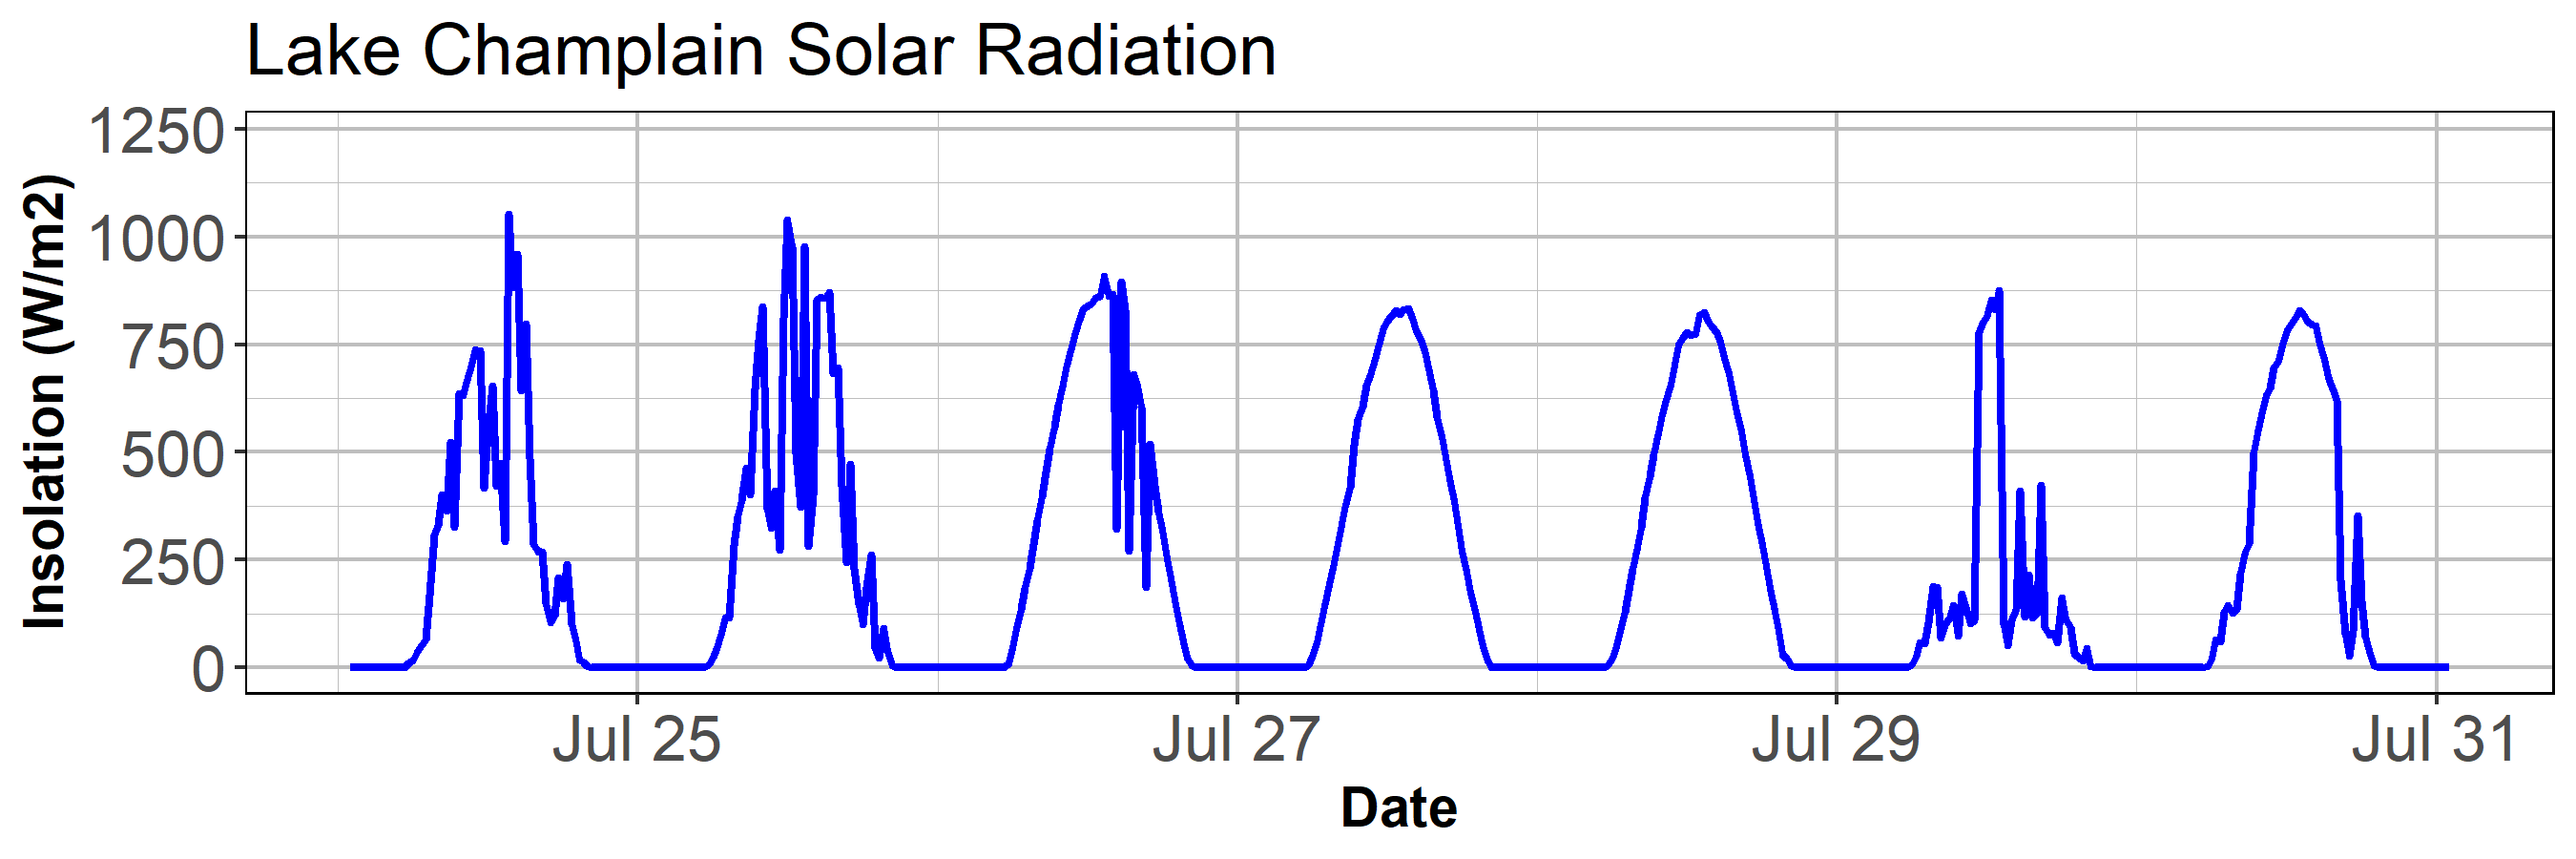 Lake Champlain Solar Radiation
Insolation (W/m2)
1250
1000
750
500
250
0
Jul 25 Jul 27 Jul 29 Jul 31
Date